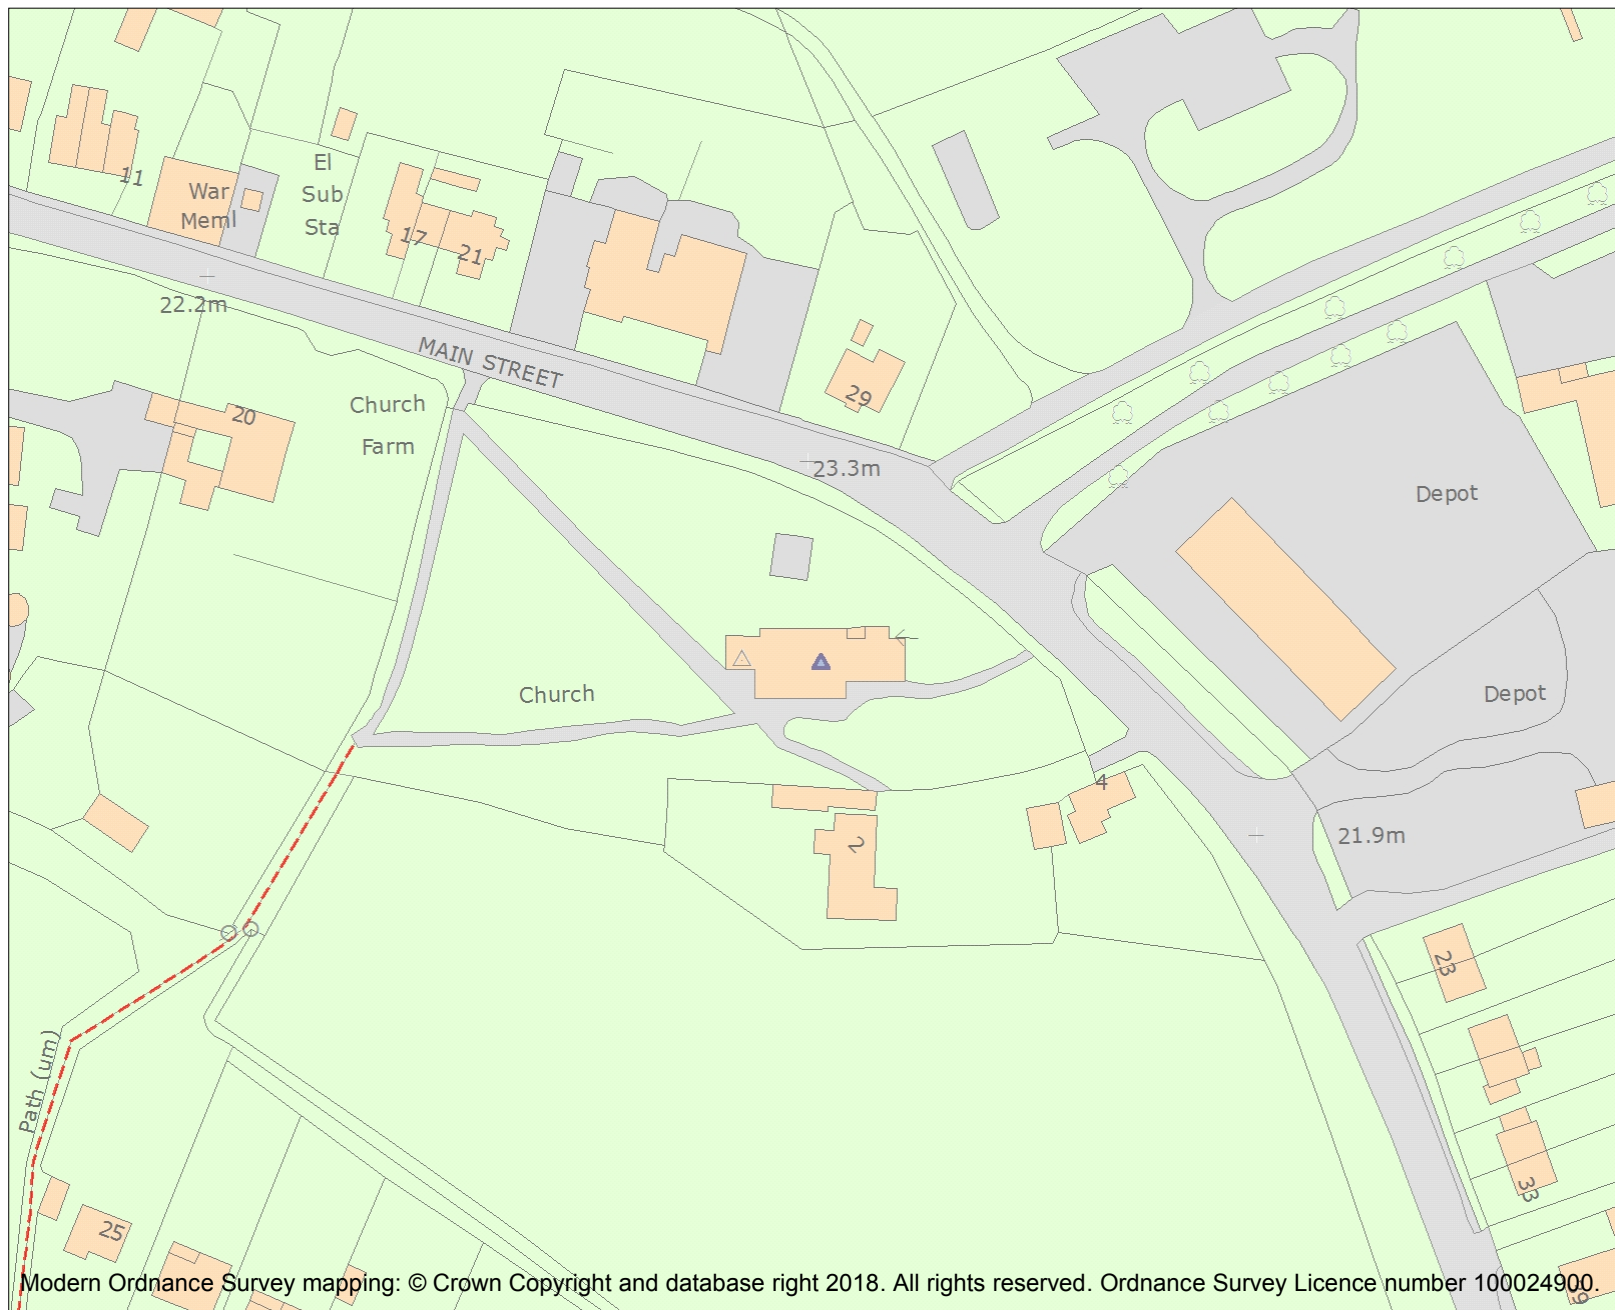 11
War
Meml
El
Sub
Sta
17
21
22.2m
MAIN STREET
29
20
Church
Farm
23.3m
Depot
Church
Depot
4
2
21.9m
23
Path (um)
33
25
Modern Ordnance Survey mapping: © Crown Copyright and database right 2018. All rights reserved. Ordnance Survey Licence number 100024900.